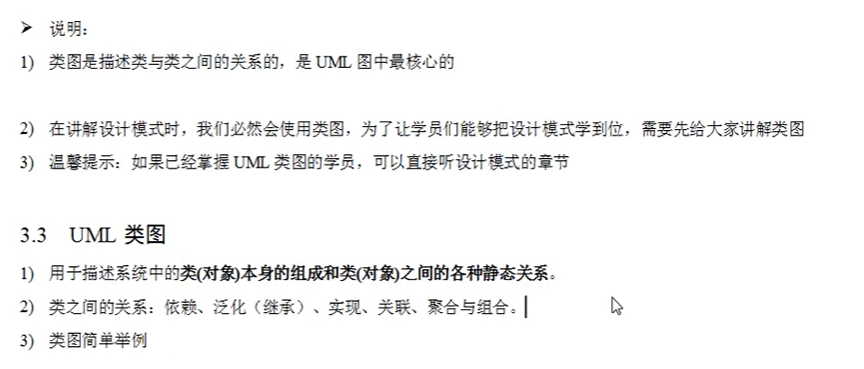 ➢ 说明：
1) 类图是描述类与类之间的关系的，是 UML 图中最核心的
2) 在讲解设计模式时，我们必然会使用类图，为了让学员们能够把设计模式学到位，需要先给大家讲解类图
3) 温馨提示：如果已经掌握 UML 类图的学员，可以直接听设计模式的章节
3.3 UML 类图
1) 用于描述系统中的类(对象)本身的组成和类(对象)之间的各种静态关系。
2) 类之间的关系：依赖、泛化（继承）、实现、关联、聚合与组合。
3) 类图简单举例